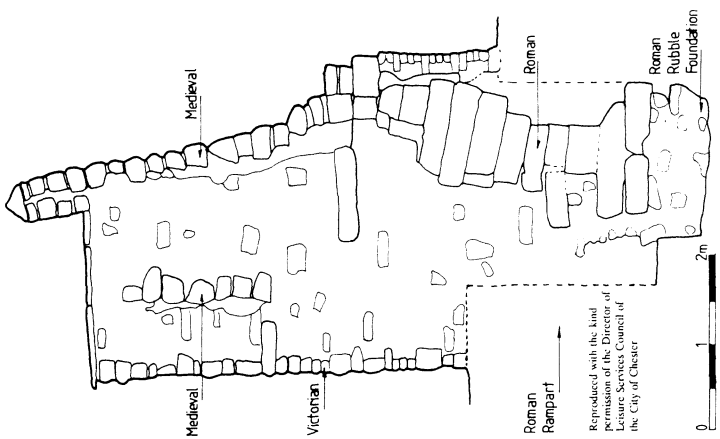 Medieval
Medieval
Victorian
Roman
Roman
Rubble
Foundation
Roman
Rampart
Reproduced with the kind
permission of the Director of
Leisure Services Council of
the City of Chester
0
1
2m